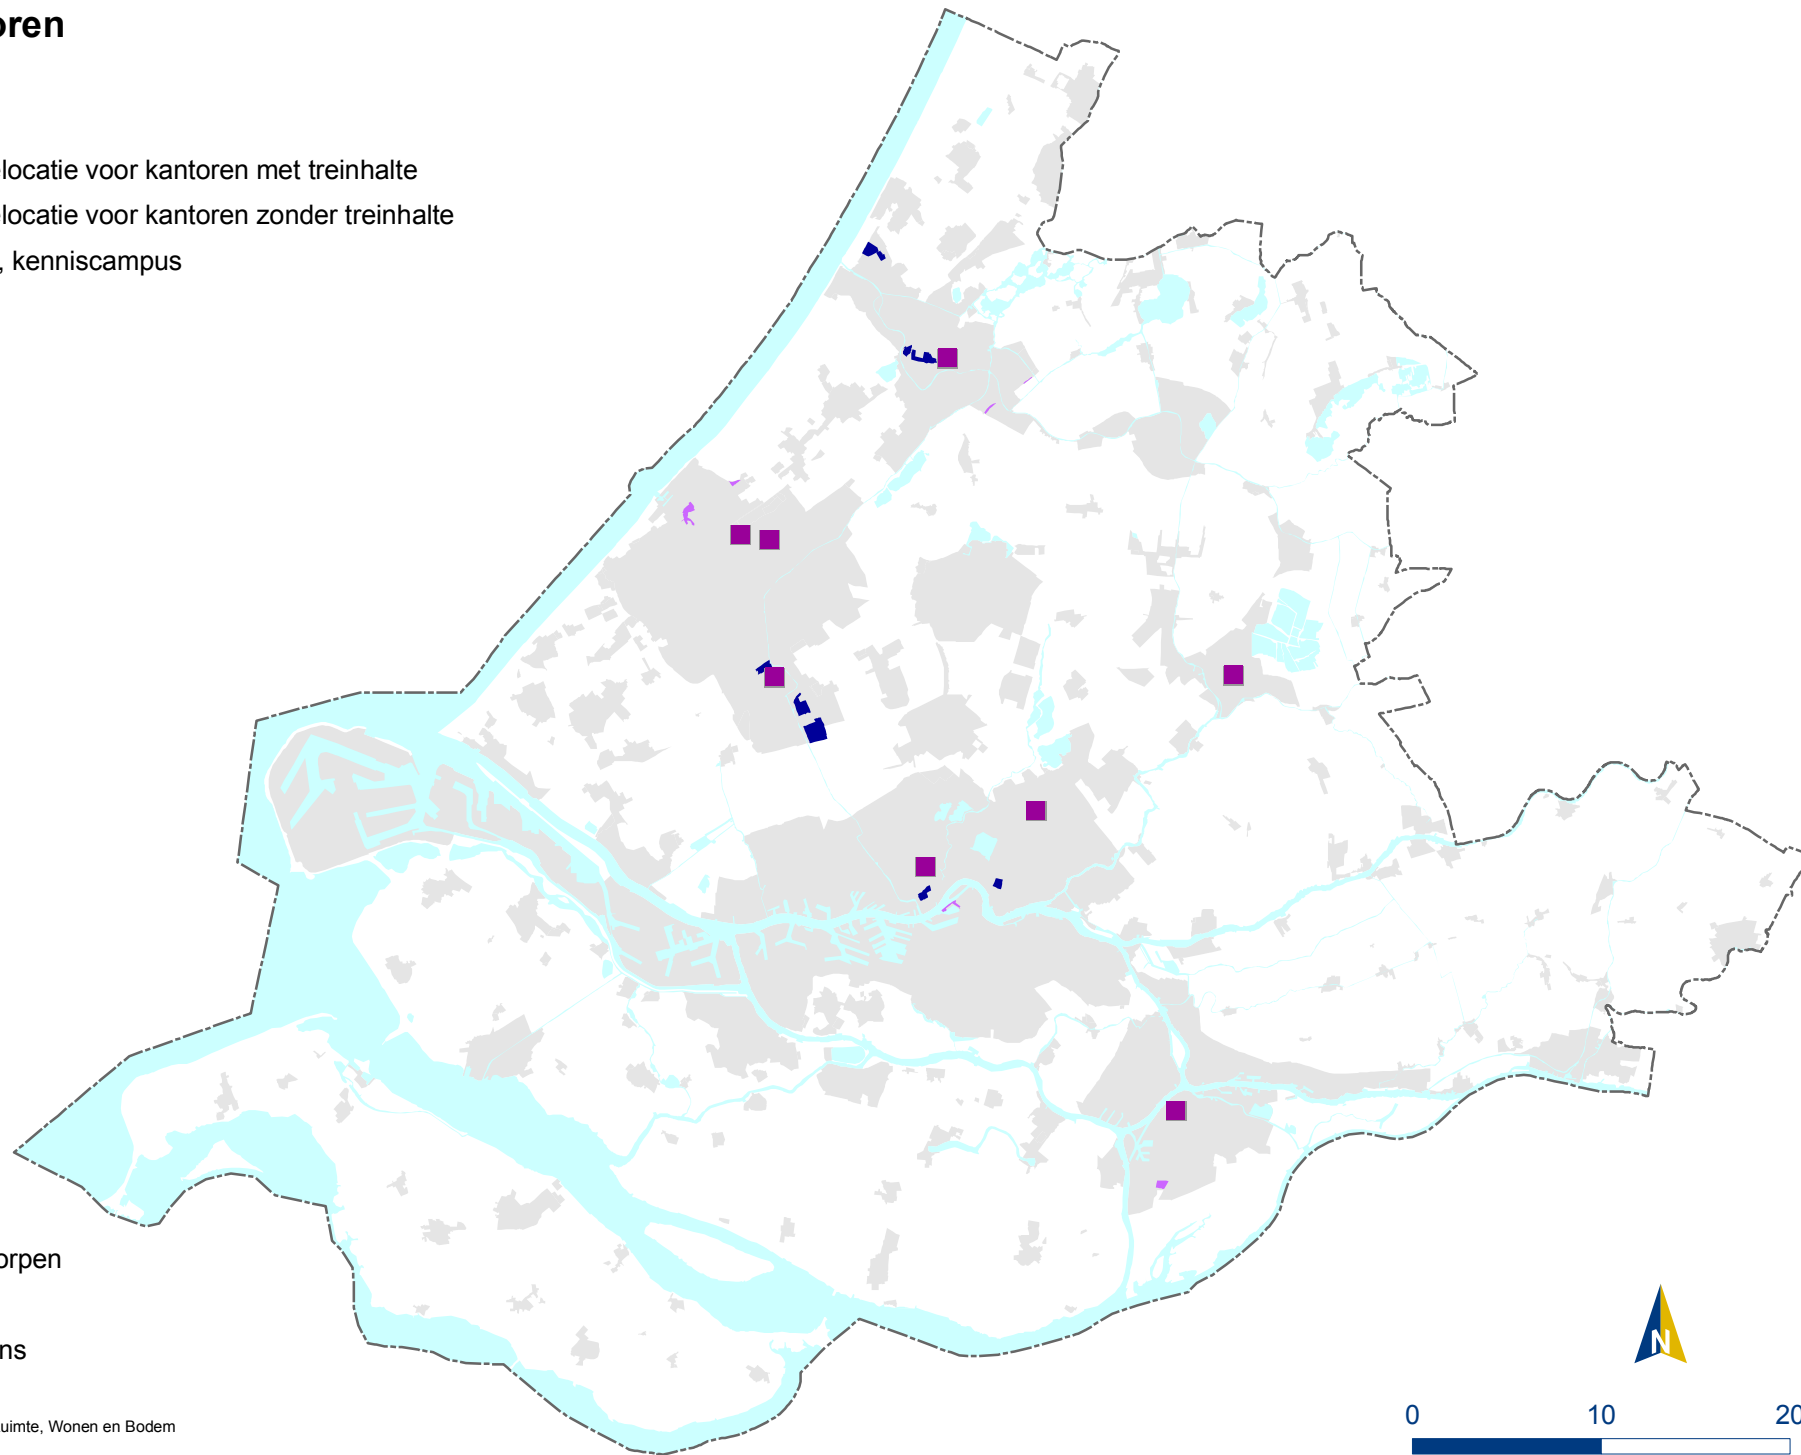 oren
locatie voor kantoren met treinhalte
elocatie voor kantoren zonder treinhalte
, kenniscampus
orpen
ns
uimte, Wonen en Bodem
N
0 10 20